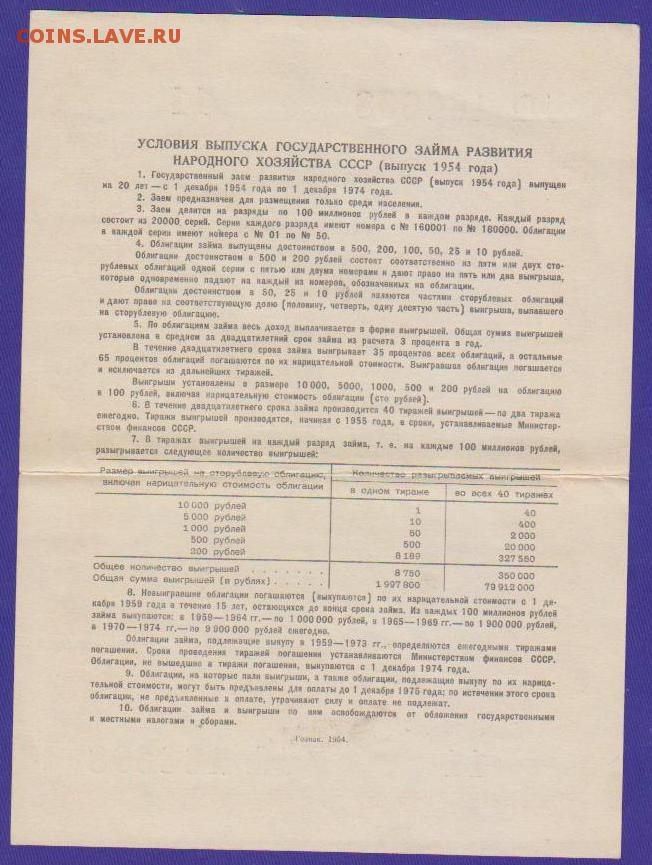 COINS.LAVE.RU
УСЛОВИЯ ВЫПУСКА ГОСУДАРСТВЕННОГО ЗАЙМА РАЗВИТИЯ
НАРОДНОГО ХОЗЯЙСТВА СССР (выпуск 1954 года)
1. Государственный заем развития народного хозяйства СССР (выпуск 1954 года) выпущен
на 20 лет — с 1 декабря 1954 года по 1 декабря 1974 года.
2. Заем предназначен для размещения только среди населения.
3. Заем делится на разряды по 100 миллионов рублей в каждом разряде. Каждый разряд
состоит из 20000 серий. Серии каждого разряда имеют номера с № 160001 по № 180000. Облигации
в каждой серии имеют номера с № 01 по № 50.
4. Облигации займа выпущены достоинством в 500, 200, 100, 50, 25 и 10 рублей.
Облигации достоинством в 500 и 200 рублей состоят соответственно из пяти или двух сто-
рублевых облигаций одной серии с пятью или двумя номерами и дают право на пять или два выигрыша,
которые одновременно падают на каждый из номеров, обозначенных на облигации.
Облигации достоинством в 50, 25 и 10 рублей являются частями сторублевых облигаций
и дают право на соответствующую долю (половину, четверть, одну десятую часть) выигрыша, выпавшего
на сторублевую облигацию.
5. По облигациям займа весь доход выплачивается в форме выигрышей. Общая сумма выигрышей
установлена в среднем за двадцатилетний срок займа из расчета 3 процента в год.
В течение двадцатилетнего срока займа выигрывает 35 процентов всех облигаций, а остальные
65 процентов облигаций погашаются по их нарицательной стоимости. Выигравшая облигация погашается
и исключается из дальнейших тиражей.
Выигрыши установлены в размере 10 000, 5000, 1000, 500 и 200 рублей на облигацию
в 100 рублей, включая нарицательную стоимость облигации (сто рублей).
6. В течение двадцатилетнего срока займа производится 40 тиражей выигрышей — по два тиража
ежегодно. Тиражи выигрышей производятся, начиная с 1955 года, в сроки, устанавливаемые Министер-
ством финансов СССР.
7. В тиражах выигрышей на каждый разряд займа, т. е. на каждые 100 миллионов рублей,
разыгрывается следующее количество выигрышей:
Размер выигрышей на сторублевую облигацию, Количество разыгрываемых выигрышей
включая нарицательную стоимость облигации в одном тираже во всех 40 тиражах
10 000 рублей 1 40
5 000 рублей 10 400
1 000 рублей 50 2 000
500 рублей 500 20 000
200 рублей 8 189 327 560
Общее количество выигрышей . . . . . . . 8 750 350 000
Общая сумма выигрышей (в рублях) . . . . . 1 997 800 79 912 000
8. Невыигравшие облигации погашаются (выкупаются) по их нарицательной стоимости с 1 де-
кабря 1959 года в течение 15 лет, остающихся до конца срока займа. Из каждых 100 миллионов рублей
займа выкупаются: в 1959—1964 гг.— по 1 000 000 рублей, в 1965—1969 гг.— по 1 900 000 рублей,
в 1970—1974 гг.— по 9 900 000 рублей ежегодно.
Облигации займа, подлежащие выкупу в 1959—1973 гг., определяются ежегодными тиражами
погашения. Сроки проведения тиражей погашения устанавливаются Министерством финансов СССР.
Облигации, не вышедшие в тиражи погашения, выкупаются с 1 декабря 1974 года.
9. Облигации, на которые пали выигрыши, а также облигации, подлежащие выкупу по их нарица-
тельной стоимости, могут быть предъявлены для оплаты до 1 декабря 1975 года; по истечении этого срока
облигации, не предъявленные к оплате, утрачивают силу и оплате не подлежат.
10. Облигации займа и выигрыши по ним освобождаются от обложения государственными
и местными налогами и сборами.
Гознак. 1954.